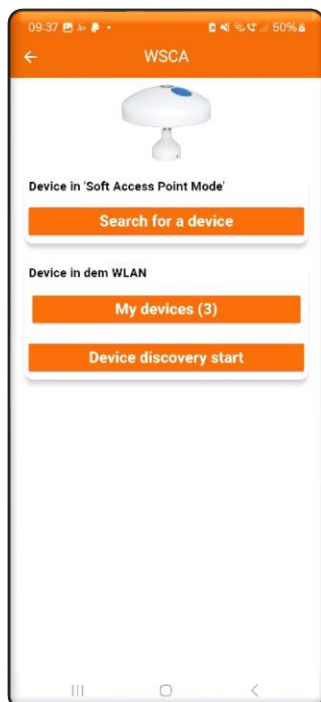 09:37 50%
WSCA
Device in 'Soft Access Point Mode'
Search for a device
Device in dem WLAN
My devices (3)
Device discovery start